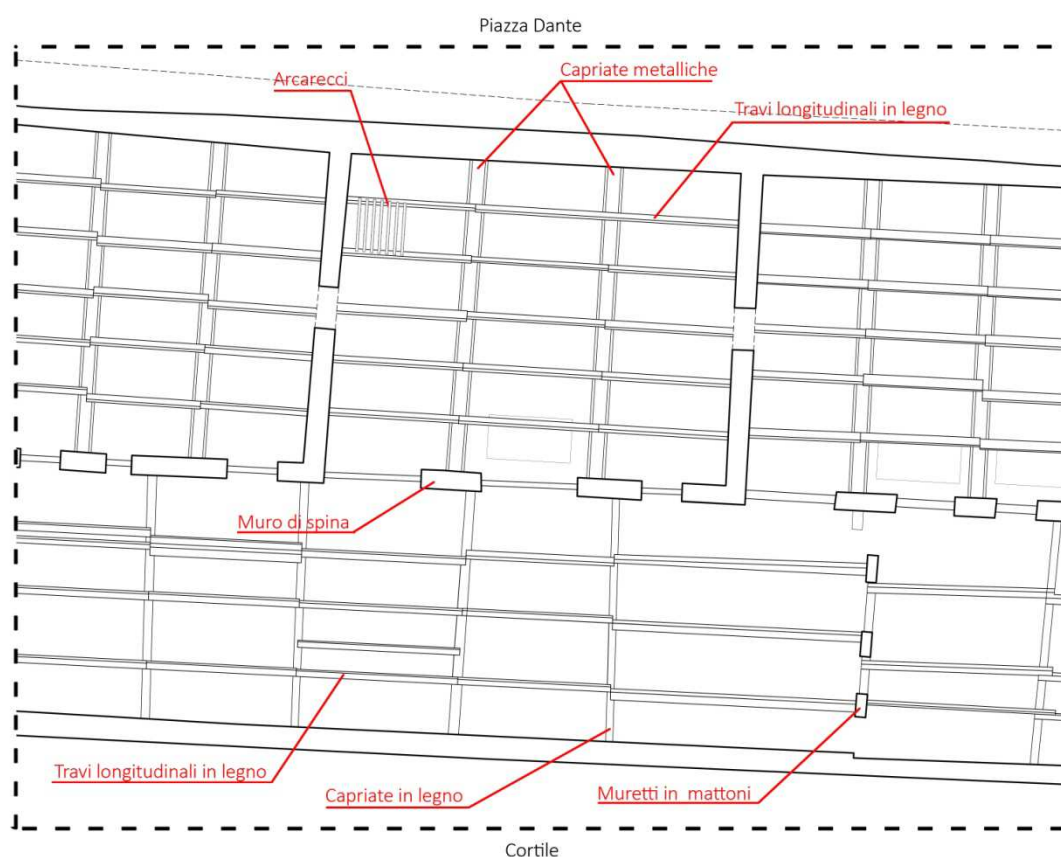 Piazza Dante
Arcarecci
Capriate metalliche
Travi longitudinali in legno
Muro di spina
Travi longitudinali in legno
Capriate in legno
Muretti in mattoni
Cortile